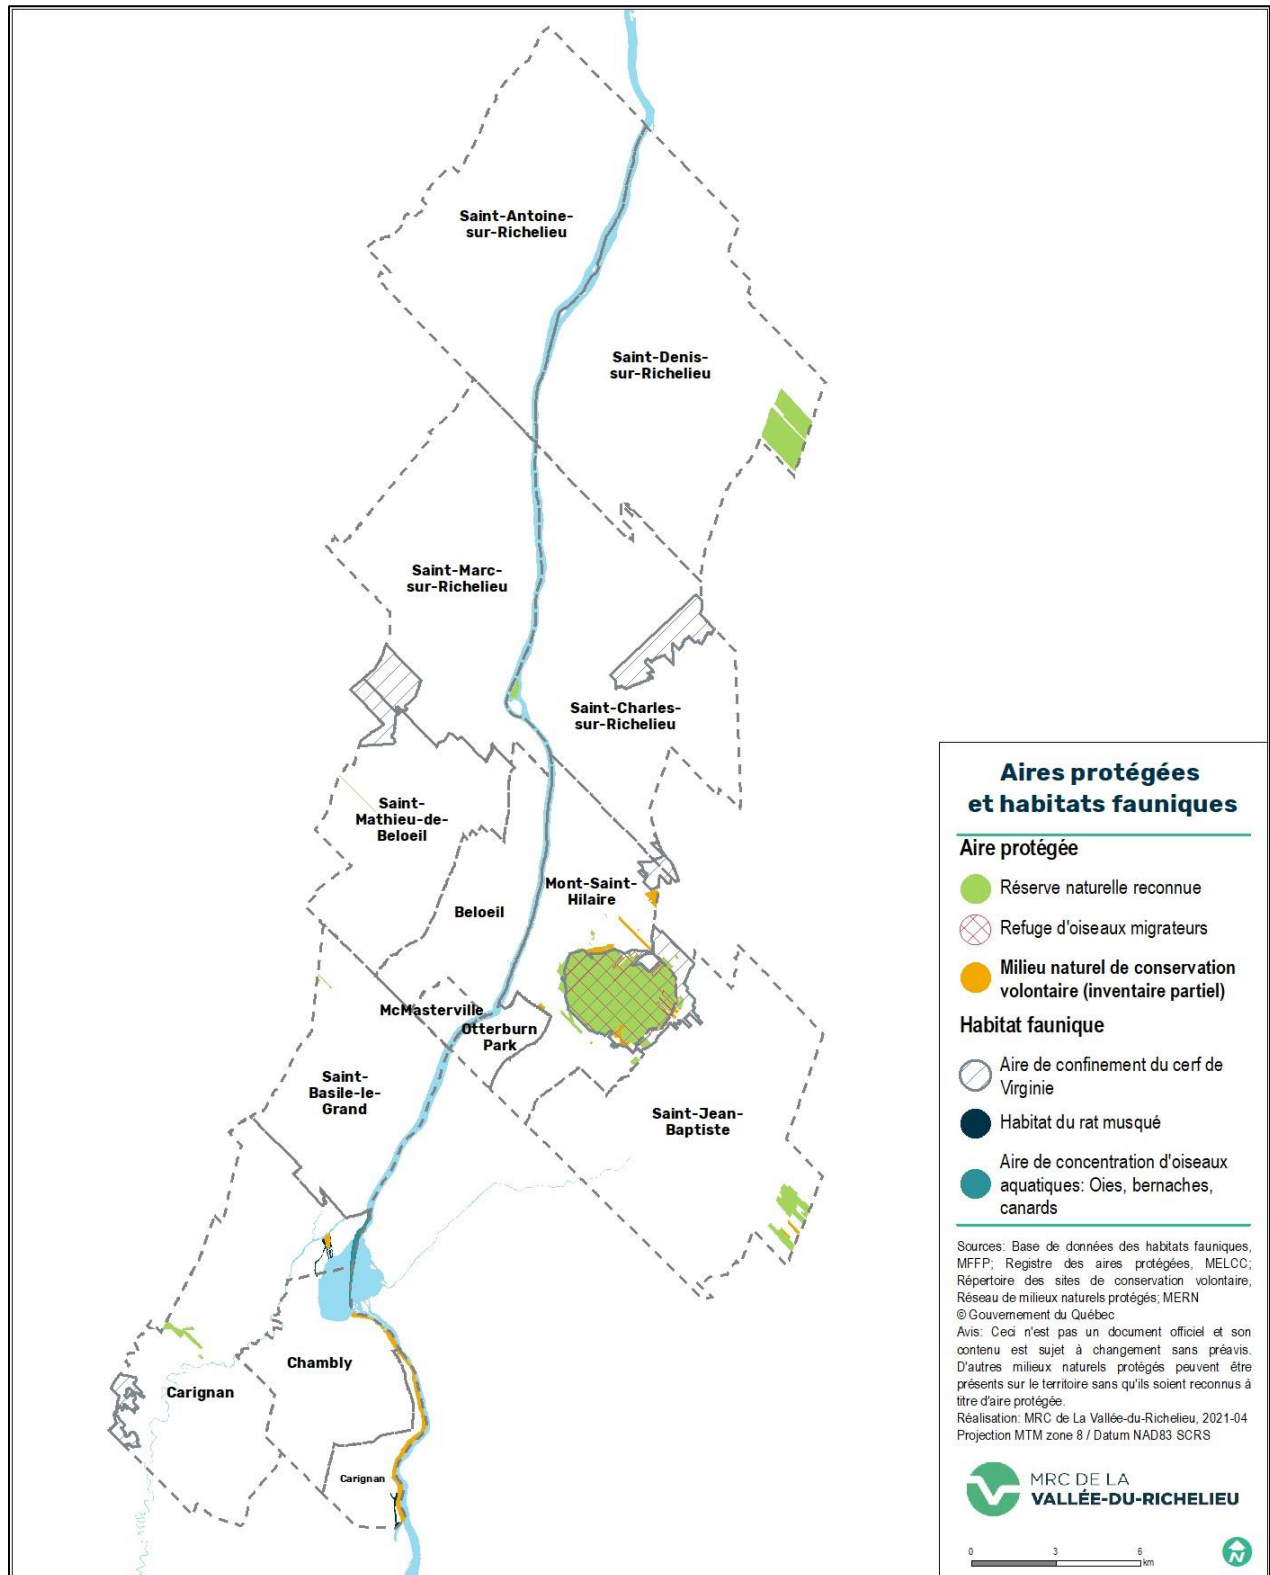 Saint-Antoine-
sur-Richelieu
Saint-Denis-
sur-Richelieu
Saint-Marc-
sur-Richelieu
Saint-Charles-
sur-Richelieu
Saint-
Mathieu-de-
Beloeil
Beloeil
Mont-Saint-
Hilaire
McMasterville
Otterburn
Park
Saint-
Basile-le-
Grand
Saint-Jean-
Baptiste
Chambly
Carignan
Carignan
Aires protégées
et habitats fauniques
Aire protégée
Réserve naturelle reconnue
Refuge d'oiseaux migrateurs
Milieu naturel de conservation
volontaire (inventaire partiel)
Habitat faunique
Aire de confinement du cerf de
Virginie
Habitat du rat musqué
Aire de concentration d'oiseaux
aquatiques: Oies, bernaches,
canards
Sources: Base de données des habitats fauniques,
MFFP; Registre des aires protégées, MELCC;
Répertoire des sites de conservation volontaire,
Réseau de milieux naturels protégés; MERN
© Gouvernement du Québec
Avis: Ceci n'est pas un document officiel et son
contenu est sujet à changement sans préavis.
D'autres milieux naturels protégés peuvent être
présents sur le territoire sans qu'ils soient reconnus à
titre d'aire protégée.
Réalisation: MRC de La Vallée-du-Richelieu, 2021-04
Projection MTM zone 8 / Datum NAD83 SCRS
MRC DE LA
VALLÉE-DU-RICHELIEU
0 3 6
km
N